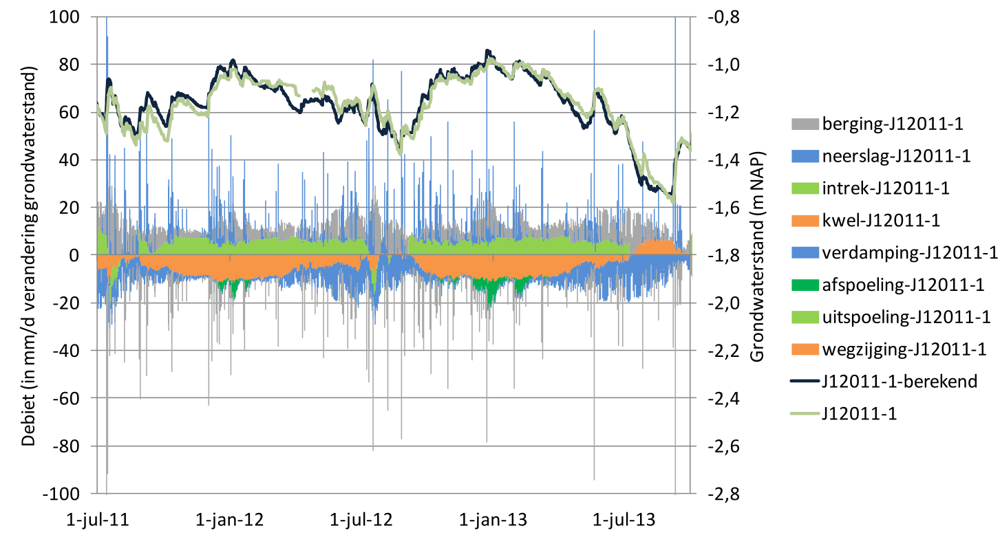 Debiet (in mm/d verandering grondwaterstand)
100
80
60
40
20
0
-20
-40
-60
-80
-100
-0,8
-1,0
-1,2
-1,4
-1,6
-1,8
-2,0
-2,2
-2,4
-2,6
-2,8
Grondwaterstand (m NAP)
1-jul-11
1-jan-12
1-jul-12
1-jan-13
1-jul-13
berging-J12011-1
neerslag-J12011-1
intrek-J12011-1
kwel-J12011-1
verdamping-J12011-1
afspoeling-J12011-1
uitspoeling-J12011-1
wegzijging-J12011-1
J12011-1-berekend
J12011-1